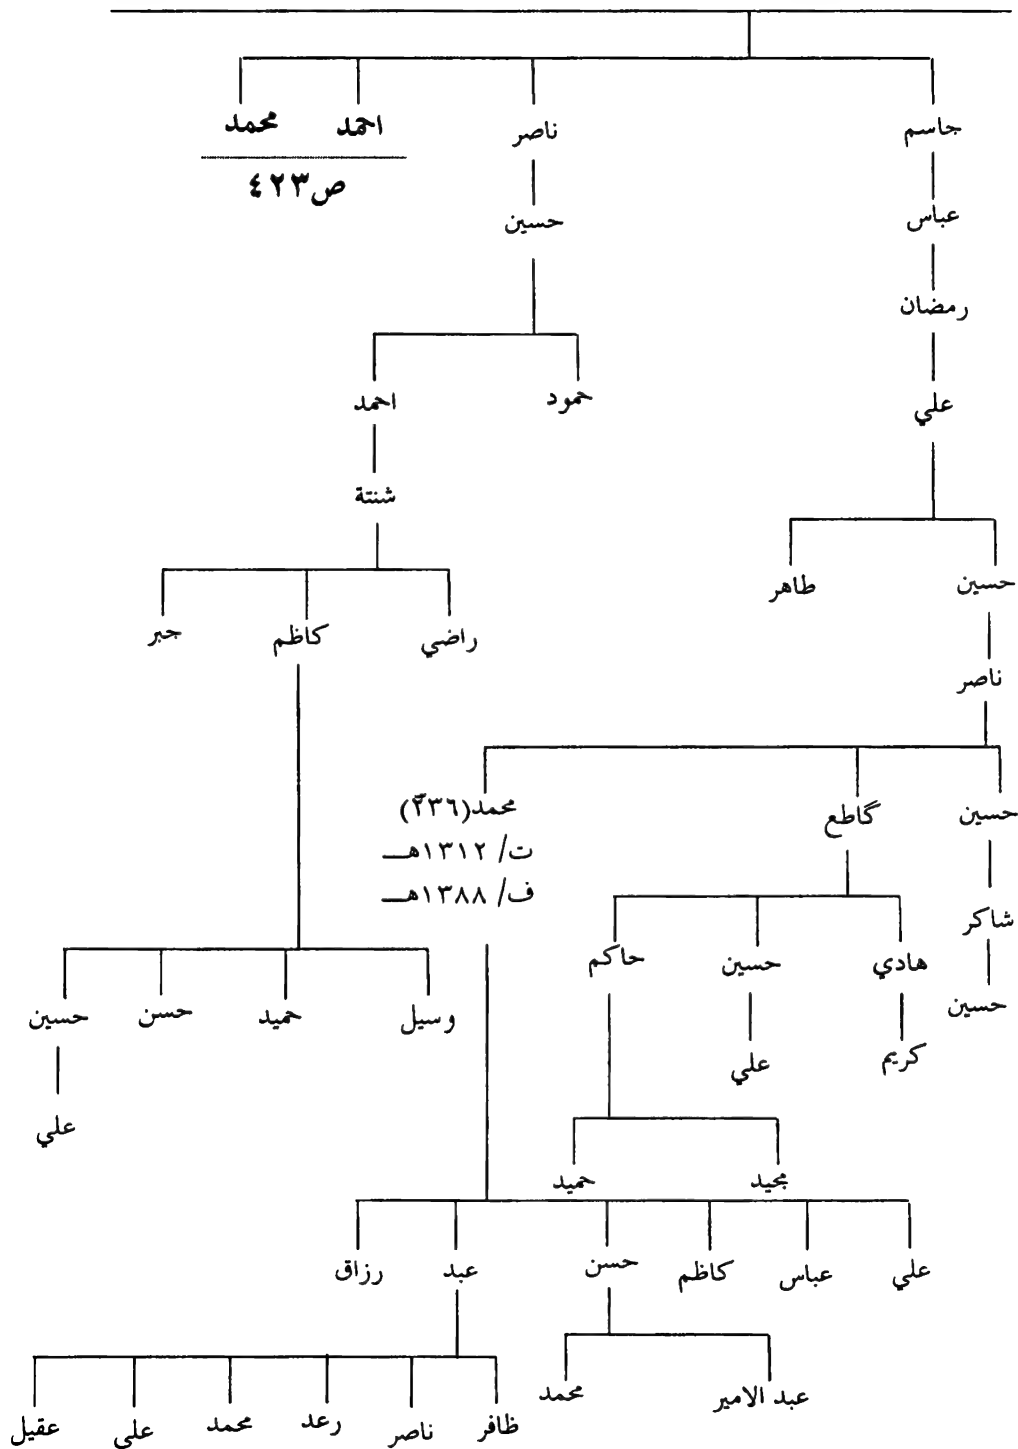 جاسم ناصر احمد محمد
ص٤٢٣
عباس حسين
رمضان
علي حمود احمد
شنتة
حسين طاهر
راضي كاظم جبر
ناصر
حسين گاطع محمد(٢٣٦)
ت/ ١٣١٢هـ
ف/ ١٣٨٨هـ
شاكر
هادي حسين حاكم
حسين وسيل حميد حسن حسين
كريم علي
علي
مجيد حميد
علي عباس كاظم حسن عبد رزاق
عبد الامير محمد
ظافر ناصر رعد محمد علي عقيل